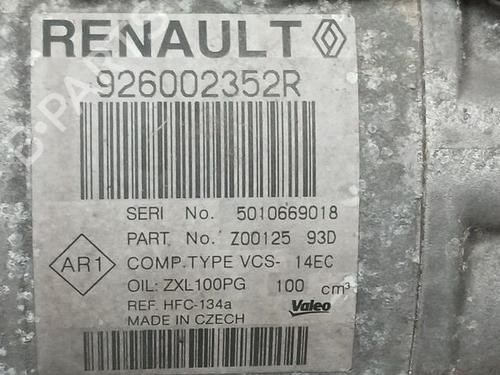 RENAULT
926002352R
SERI No. 5010669018
PART. No. Z00125 93D
AR1
COMP.TYPE VCS- 14EC
OIL: ZXL100PG 100 cm³
REF. HFC-134a
Valeo
MADE IN CZECH
B-PARTS